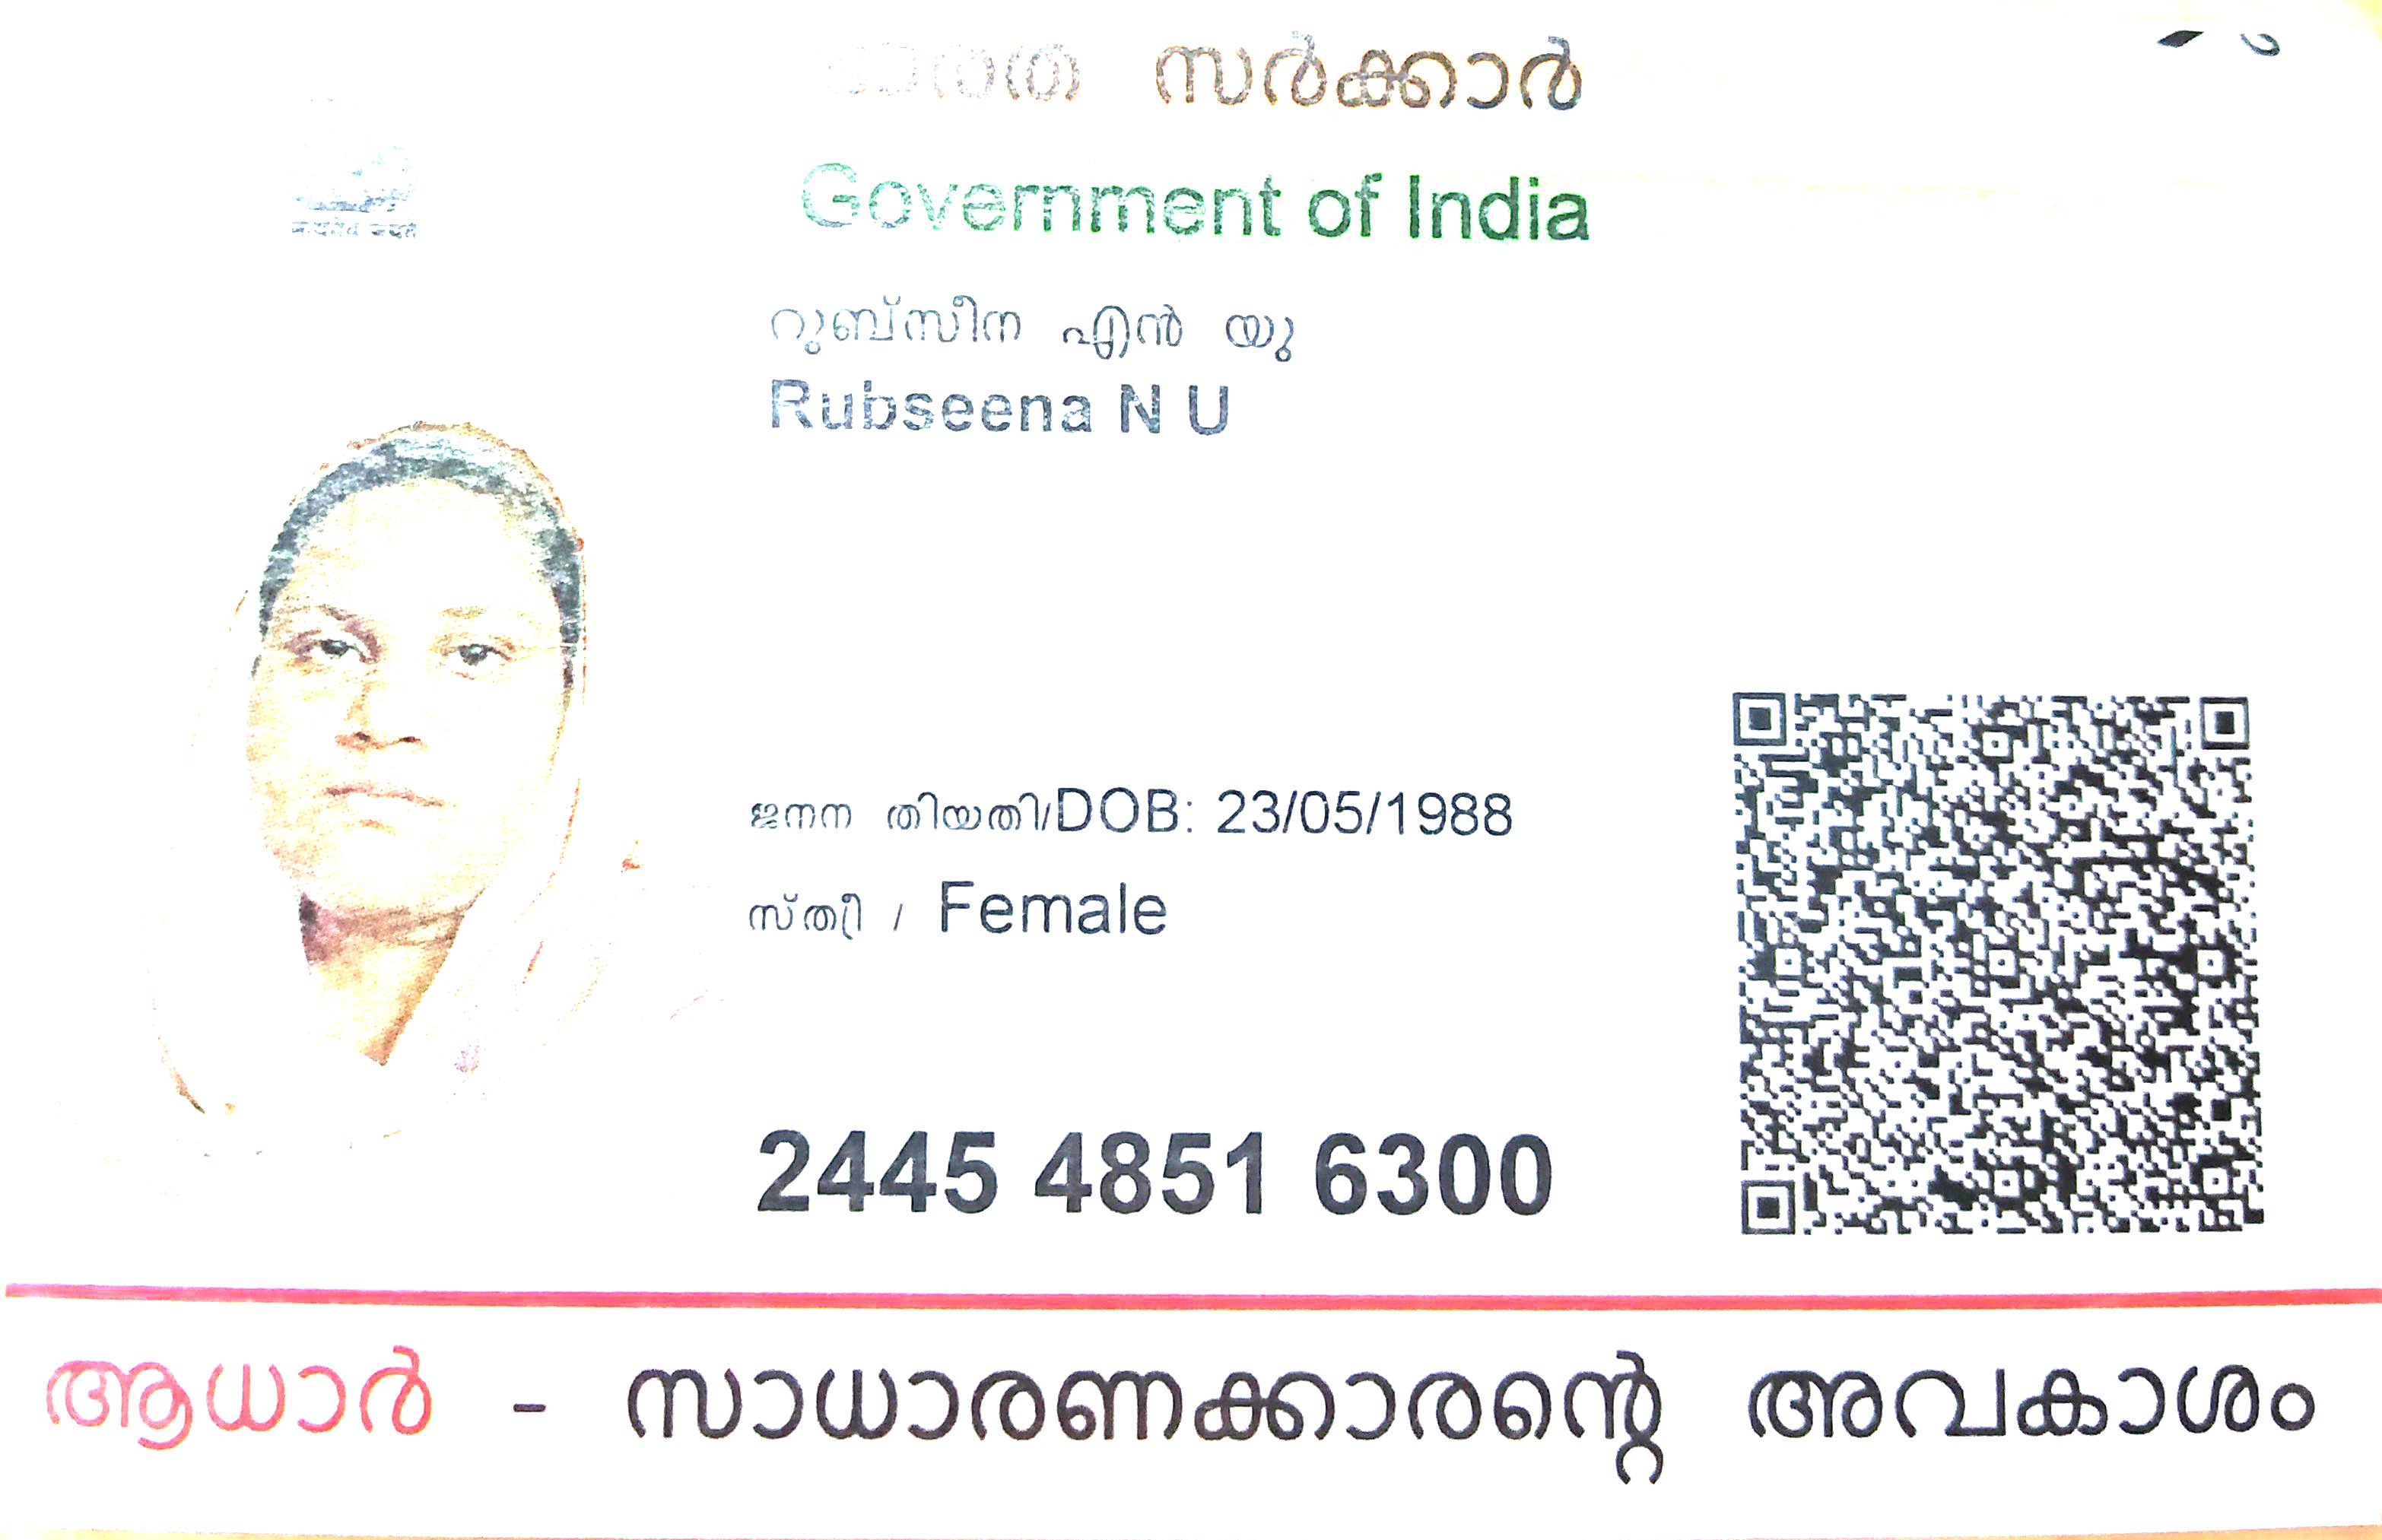 ഭാരത സർക്കാർ
Government of India
റുബ്സീന എൻ യു
Rubseena N U
ജനന തിയതി/DOB: 23/05/1988
സ്ത്രീ / Female
2445 4851 6300
ആധാർ - സാധാരണക്കാരന്റെ അവകാശം